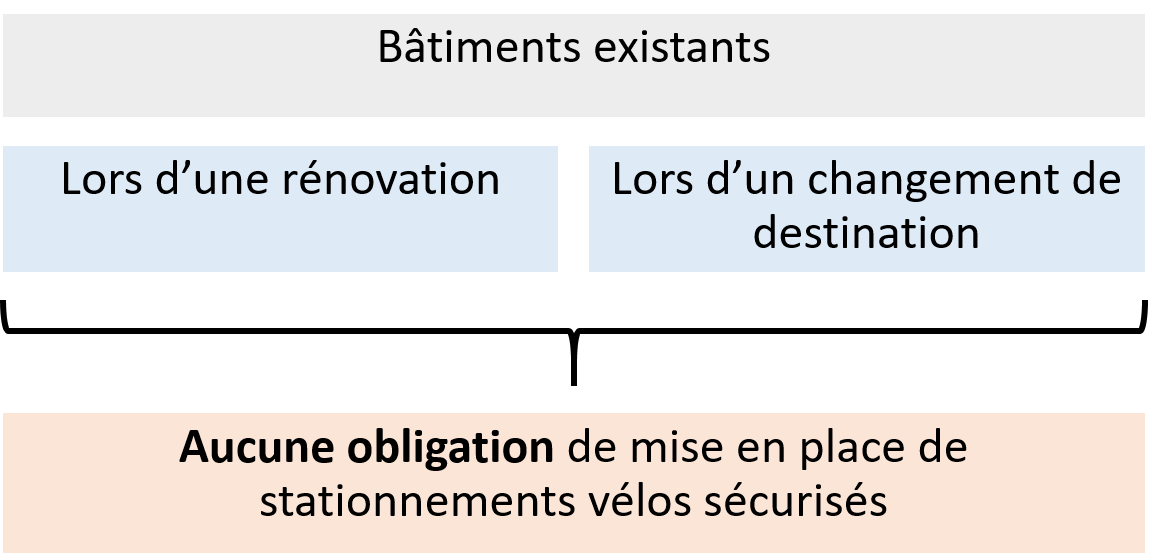 Bâtiments existants
Lors d’une rénovation
Lors d’un changement de
destination
Aucune obligation de mise en place de
stationnements vélos sécurisés